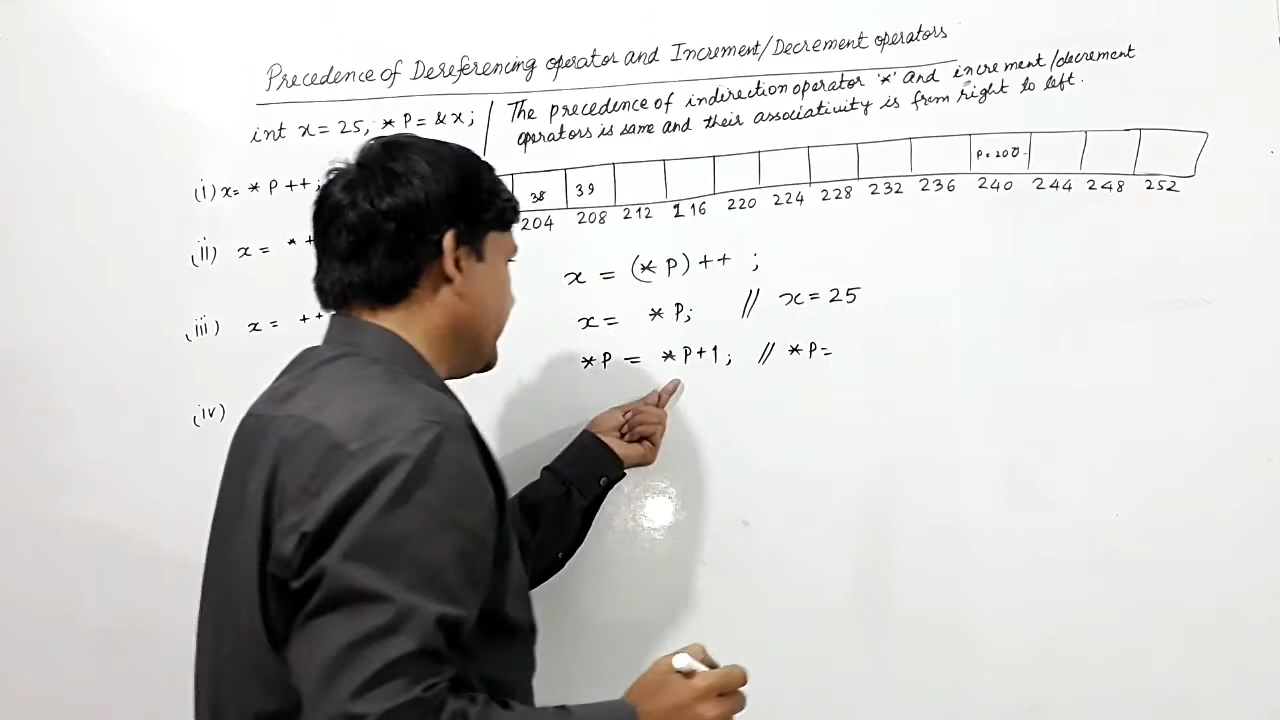 Precedence of Dereferencing operator and Increment/Decrement operators
int x = 25, *P = &x;
The precedence of indirection operator '*' and increment/decrement
operators is same and their associativity is from right to left.
(i) x = *P++;
38 39 P = 200
204 208 212 216 220 224 228 232 236 240 244 248 252
(ii) x = *+
x = (*P)++ ;
(iii) x = ++
x = *P; // x = 25
*P = *P+1; // *P=
(iv)